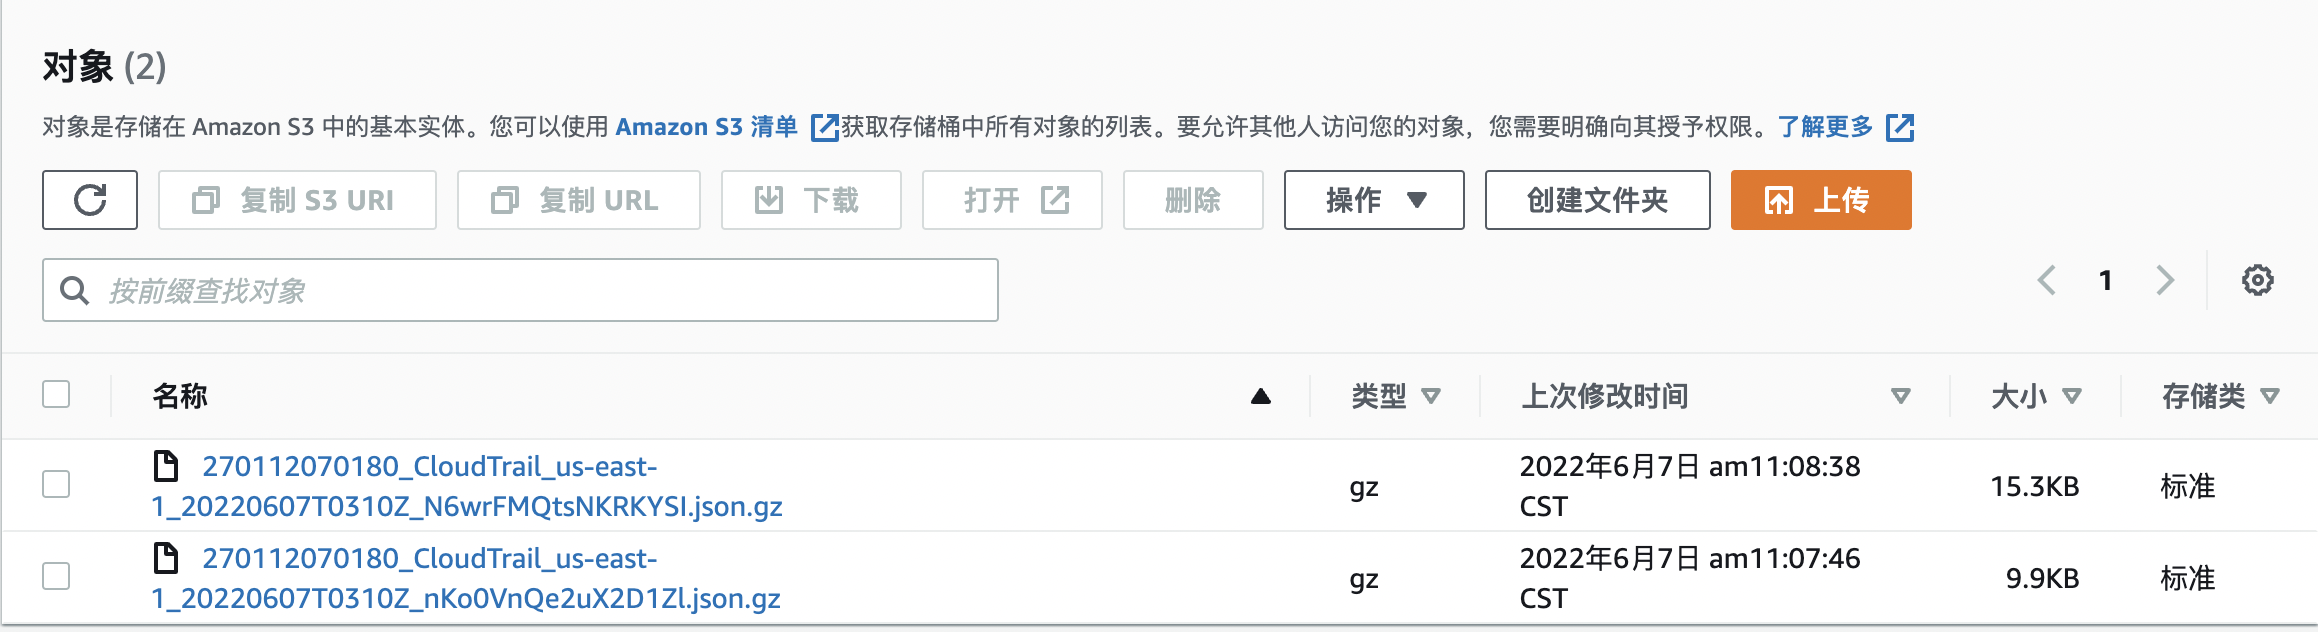 对象 (2)
对象是存储在 Amazon S3 中的基本实体。您可以使用 Amazon S3 清单 获取存储桶中所有对象的列表。要允许其他人访问您的对象，您需要明确向其授予权限。了解更多
复制 S3 URI 复制 URL 下载 打开 删除 操作 创建文件夹 上传
按前缀查找对象 1
名称 类型 上次修改时间 大小 存储类
270112070180_CloudTrail_us-east- 2022年6月7日 am11:08:38
1_20220607T0310Z_N6wrFMQtsNKRKYSI.json.gz gz CST 15.3KB 标准
270112070180_CloudTrail_us-east- 2022年6月7日 am11:07:46
1_20220607T0310Z_nKo0VnQe2uX2D1Zl.json.gz gz CST 9.9KB 标准